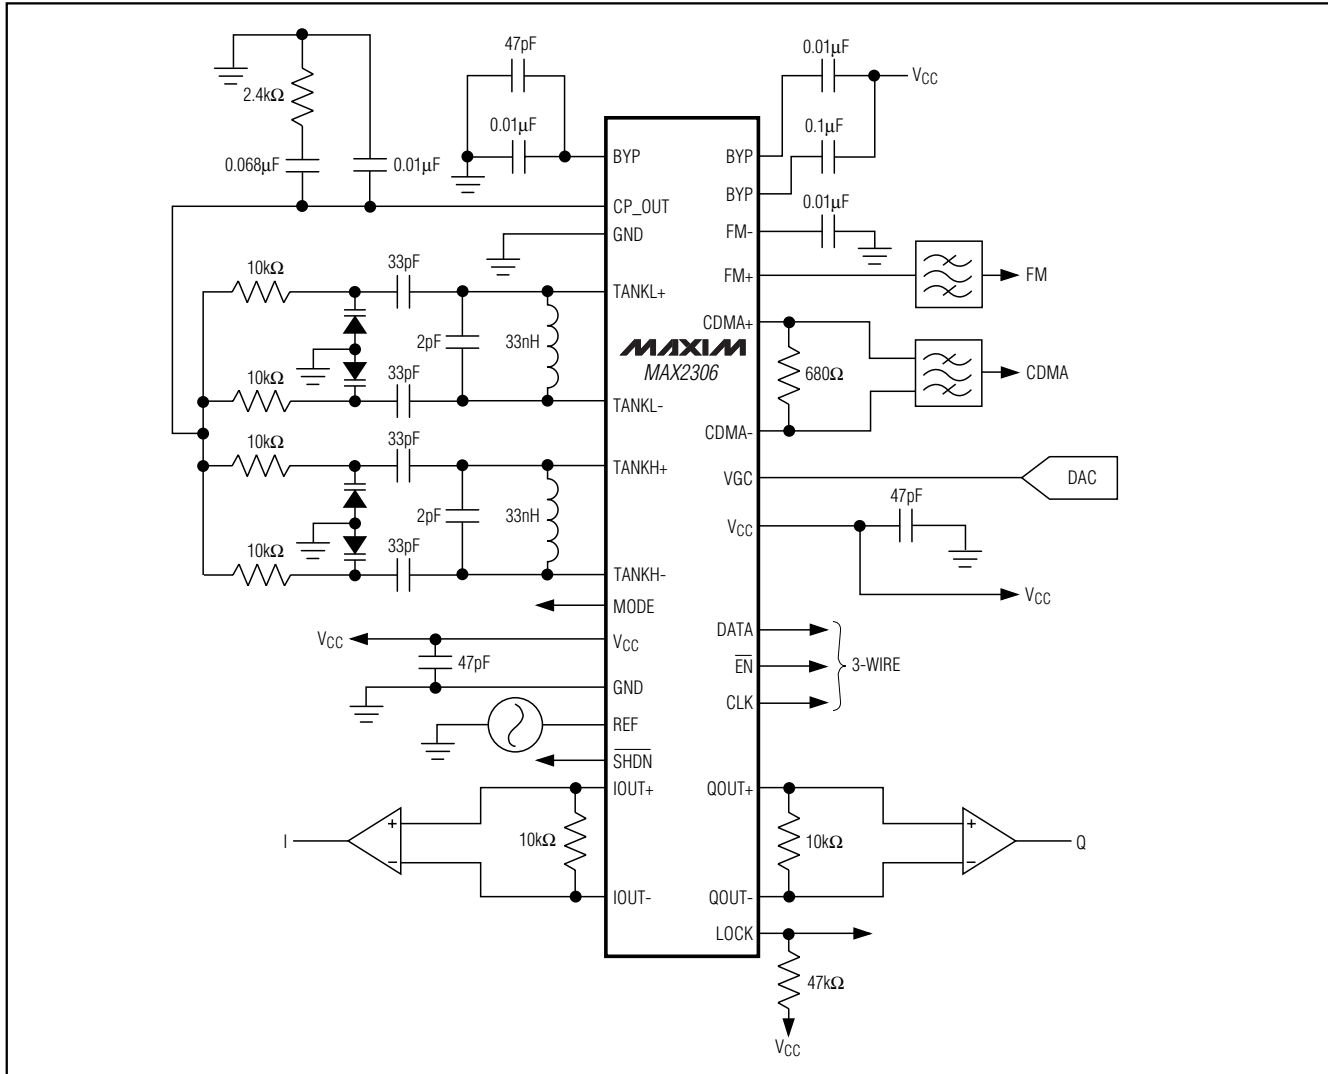 47pF
0.01µF
VCC
2.4kΩ
0.01µF
0.1µF
0.068µF
0.01µF
BYP
BYP
BYP
CP_OUT
0.01µF
GND
FM-
10kΩ
33pF
FM+
FM
TANKL+
CDMA+
2pF
33nH
MAXIM
MAX2306
680Ω
CDMA
10kΩ
33pF
TANKL-
CDMA-
10kΩ
33pF
TANKH+
VGC
DAC
47pF
2pF
33nH
VCC
10kΩ
33pF
TANKH-
VCC
MODE
DATA
VCC
VCC
47pF
EN
3-WIRE
GND
CLK
REF
SHDN
IOUT+
QOUT+
+
+
I
10kΩ
10kΩ
Q
−
−
IOUT-
QOUT-
LOCK
47kΩ
VCC